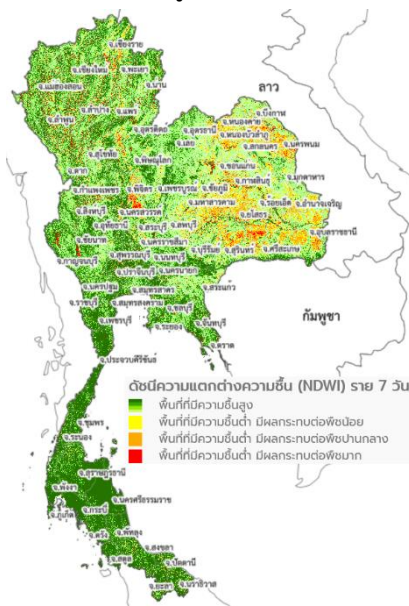 จ.เชียงราย
จ.เชียงใหม่
จ.พะเยา
จ.แม่ฮ่องสอน
จ.น่าน
จ.ลำปาง
จ.แพร่
จ.ลำพูน
ลาว
จ.บึงกาฬ
จ.หนองคาย
จ.อุดรธานี
จ.อุตรดิตถ์
จ.เลย
จ.หนองบัวลำภู
จ.นครพนม
จ.สกลนคร
จ.สุโขทัย
จ.พิษณุโลก
จ.ตาก
จ.ขอนแก่น
จ.มุกดาหาร
จ.กำแพงเพชร
จ.พิจิตร
จ.เพชรบูรณ์
จ.ชัยภูมิ
จ.กาฬสินธุ์
จ.มหาสารคาม
จ.ร้อยเอ็ด
จ.อำนาจเจริญ
จ.สิงหบุรี
จ.นครสวรรค์
จ.ยโสธร
จ.อุทัยธานี
จ.สระบุรี
จ.ลพบุรี
จ.อุบลราชธานี
จ.ชัยนาท
จ.นครราชสีมา
จ.บุรีรัมย์
จ.สุรินทร์
จ.ศรีสะเกษ
จ.สุพรรณบุรี
จ.นนทบุรี
จ.กาญจนบุรี
จ.ปราจีนบุรี
จ.นครนายก
จ.นครปฐม
จ.สมุทรสาคร
จ.สระแก้ว
จ.ราชบุรี
จ.สมุทรสงคราม
จ.ชลบุรี
จ.เพชรบุรี
จ.ระยอง
จ.จันทบุรี
กัมพูชา
จ.ตราด
จ.ประจวบคีรีขันธ์
ดัชนีความแตกต่างความชื้น (NDWI) ราย 7 วัน
พื้นที่ที่มีความชื้นสูง
พื้นที่ที่มีความชื้นต่ำ มีผลกระทบต่อพืชน้อย
พื้นที่ที่มีความชื้นต่ำ มีผลกระทบต่อพืชปานกลาง
พื้นที่ที่มีความชื้นต่ำ มีผลกระทบต่อพืชมาก
จ.ชุมพร
จ.ระนอง
จ.สุราษฎร์ธานี
จ.พังงา
จ.นครศรีธรรมราช
จ.กระบี่
จ.ภูเก็ต
จ.ตรัง
จ.พัทลุง
จ.สงขลา
จ.สตูล
จ.ปัตตานี
จ.ยะลา
จ.นราธิวาส